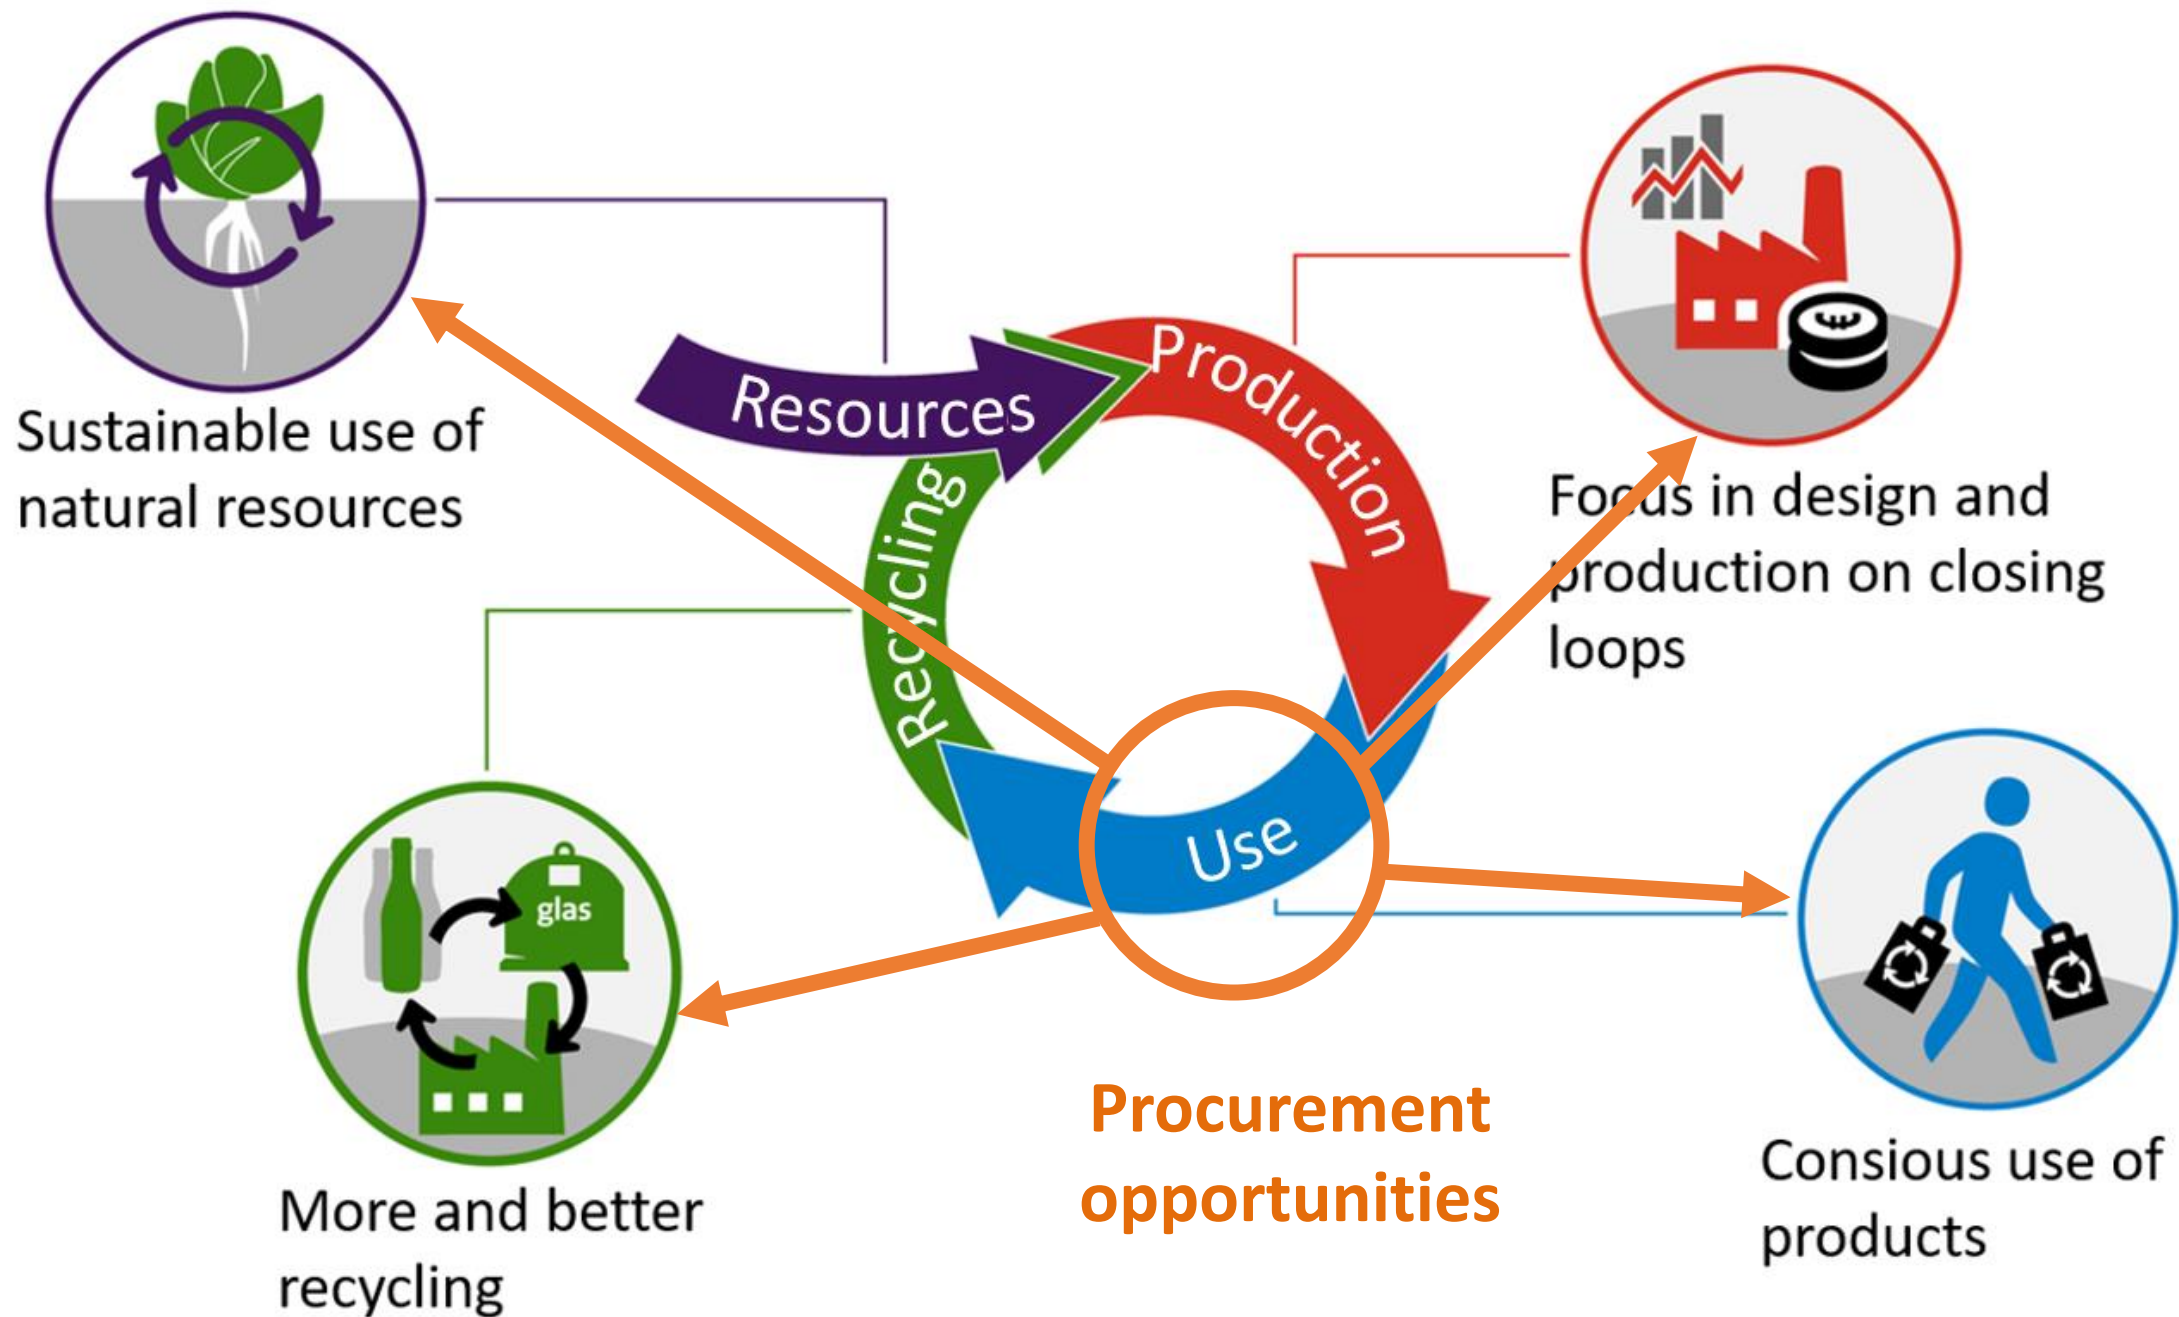 Sustainable use of
natural resources
Resources
Production
Focus in design and
production on closing
loops
Recycling
Use
glas
More and better
recycling
Procurement
opportunities
Consious use of
products